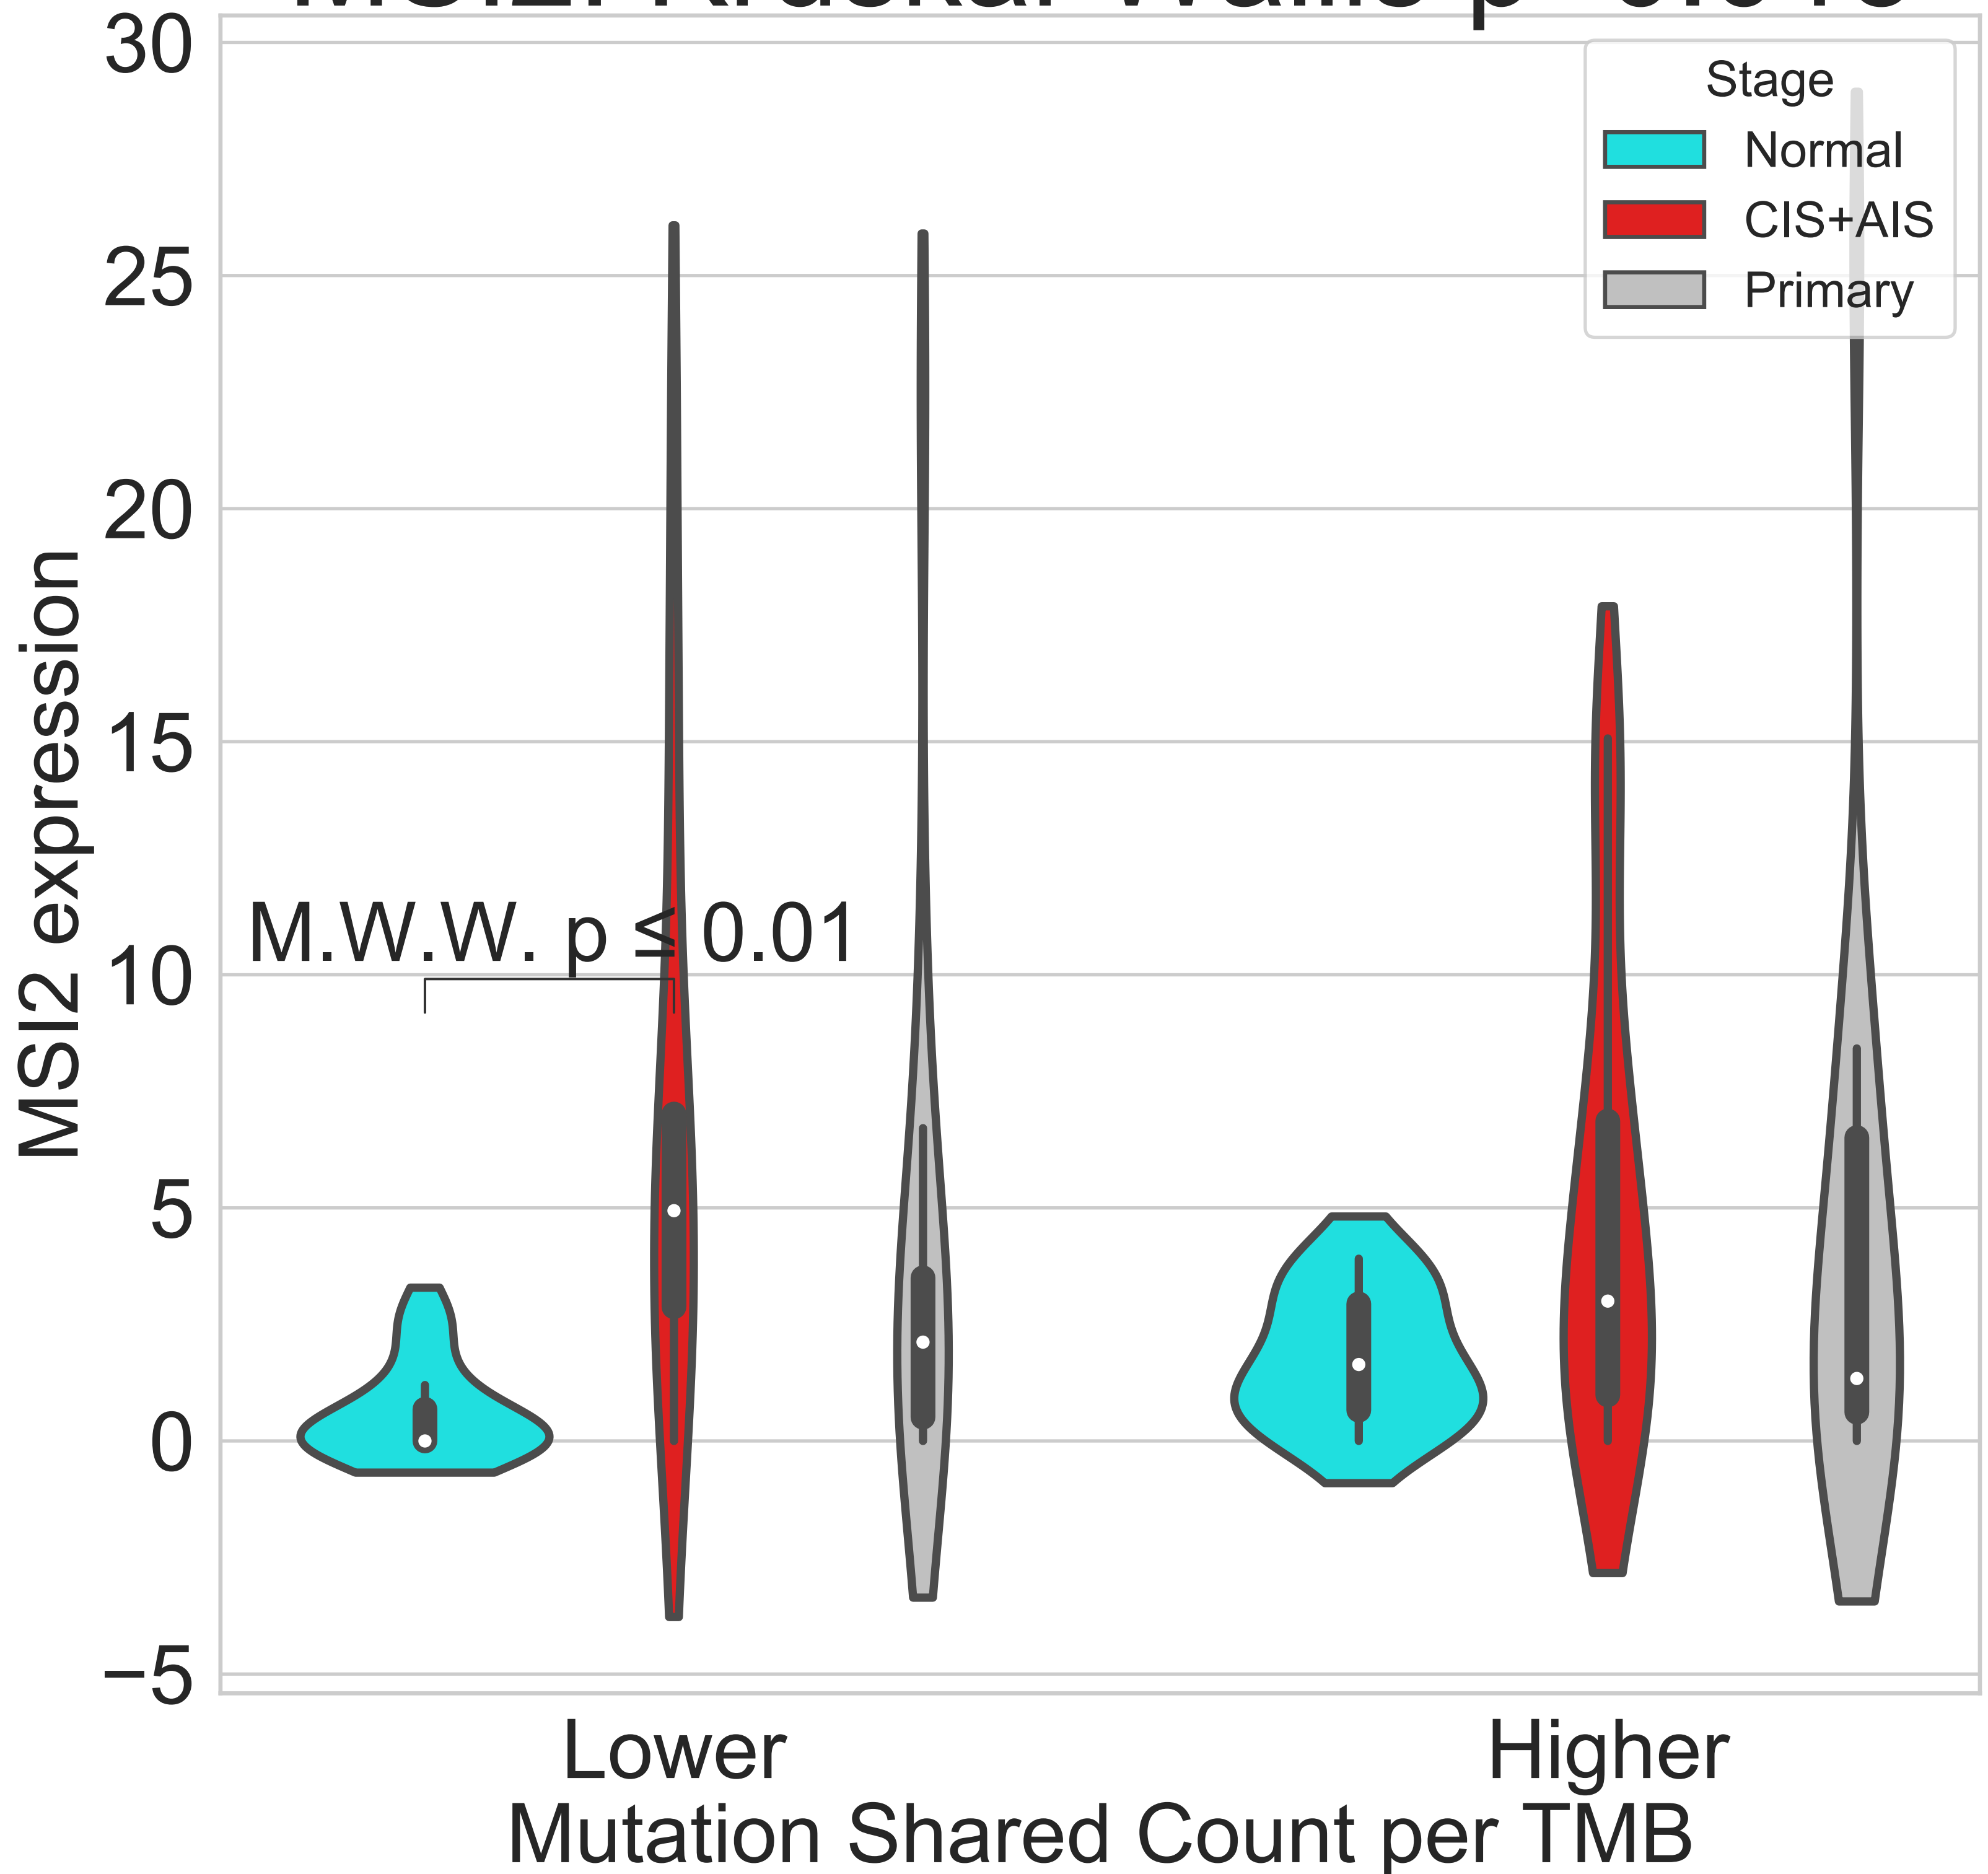 30
25
20
15
10
5
0
−5
MSI2 expression
Stage
Normal
CIS+AIS
Primary
M.W.W. p ≤ 0.01
Lower
Higher
Mutation Shared Count per TMB